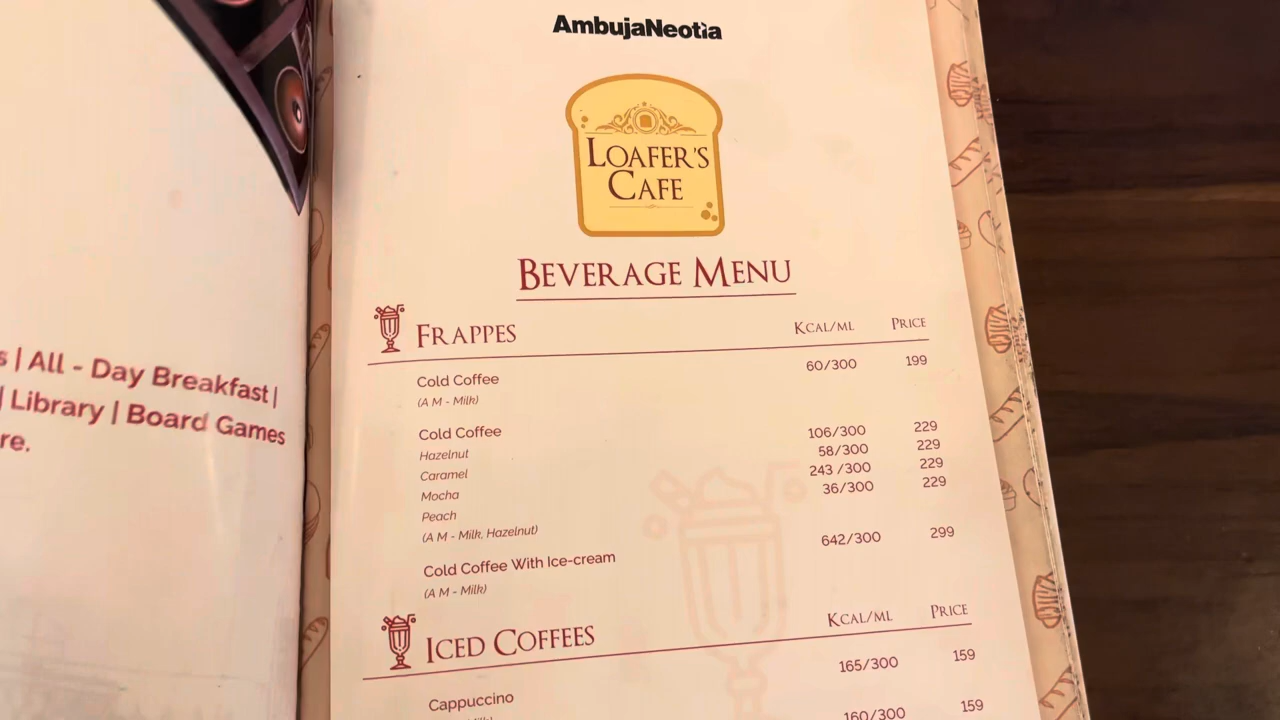 s | All - Day Breakfast |
| Library | Board Games
re.
AmbujaNeotia
LOAFER'S
CAFE
BEVERAGE MENU
FRAPPES KCAL/ML PRICE
Cold Coffee 60/300 199
(A M - Milk)
Cold Coffee 106/300 229
Hazelnut 58/300 229
Caramel 243 /300 229
Mocha 36/300 229
Peach
(A M - Milk, Hazelnut)
Cold Coffee With Ice-cream 642/300 299
(A M - Milk)
ICED COFFEES KCAL/ML PRICE
Cappuccino 165/300 159
160/300 159